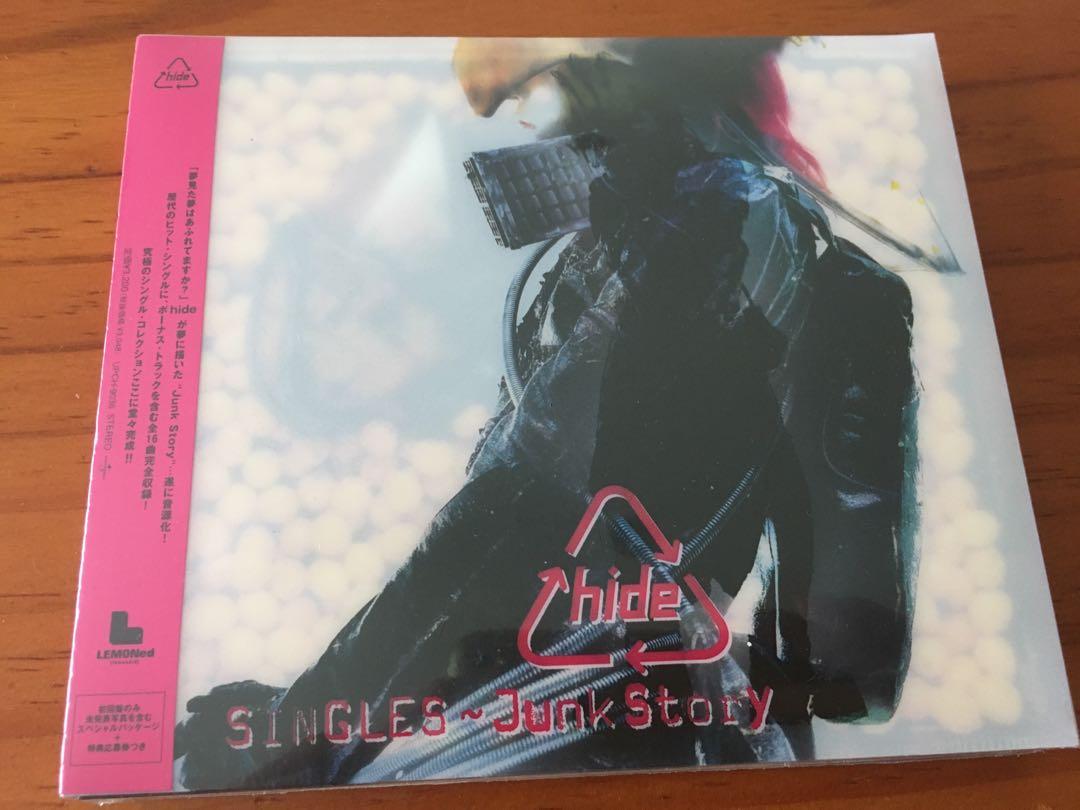 hide
「夢見た夢はあふれてますか?」hide が夢に描いた“Junk Story”…遂に音源化!
歴代のヒット・シングルに、ボーナス・トラックを含む全16曲完全収録!
究極のシングル・コレクションここに堂々完成!!
STEREO
LEMONed
初回盤のみ
未発表写真を含む
スペシャルパッケージ
+
特典応募券つき
hide
SINGLES ~ Junk Story